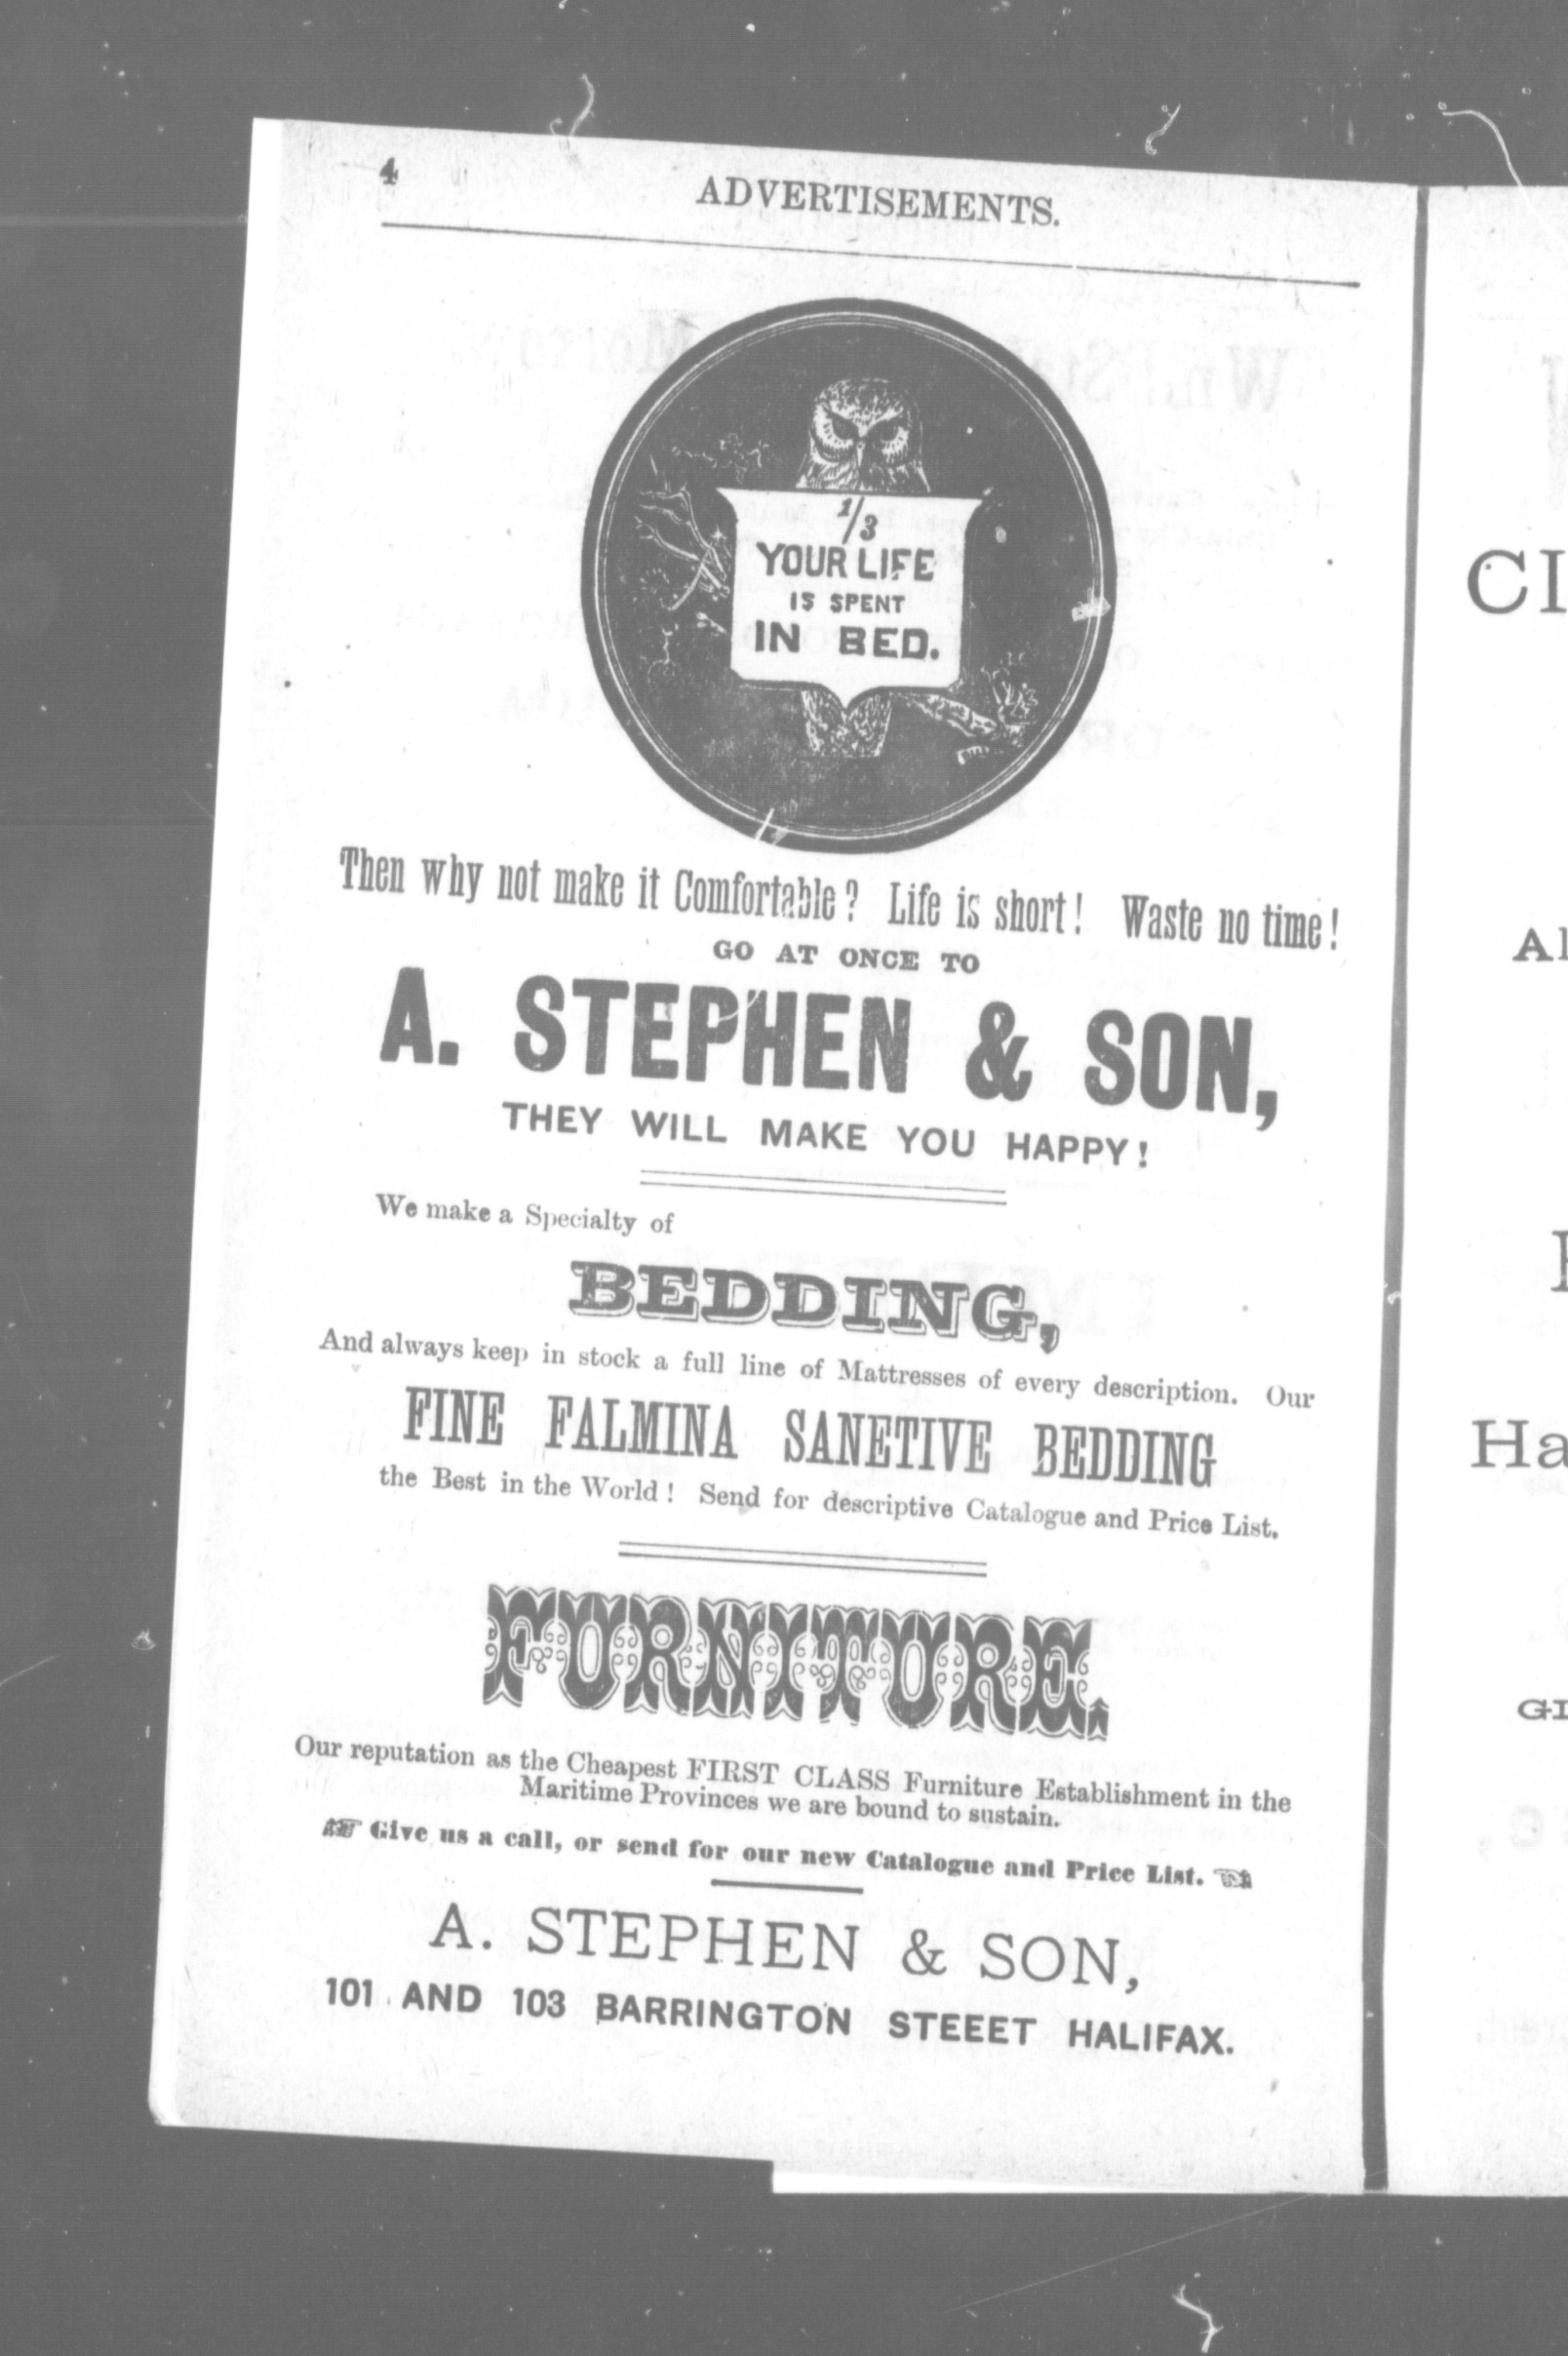 4
ADVERTISEMENTS.
1/3
YOUR LIFE
IS SPENT
IN BED.
Then why not make it Comfortable? Life is short! Waste no time!
GO AT ONCE TO
A. STEPHEN & SON,
THEY WILL MAKE YOU HAPPY!
We make a Specialty of
BEDDING,
And always keep in stock a full line of Mattresses of every description. Our
FINE FALMINA SANETIVE BEDDING
the Best in the World! Send for descriptive Catalogue and Price List.
FURNITURE.
Our reputation as the Cheapest FIRST CLASS Furniture Establishment in the
Maritime Provinces we are bound to sustain.
☞ Give us a call, or send for our new Catalogue and Price List. ☜
A. STEPHEN & SON,
101 AND 103 BARRINGTON STEEET HALIFAX.